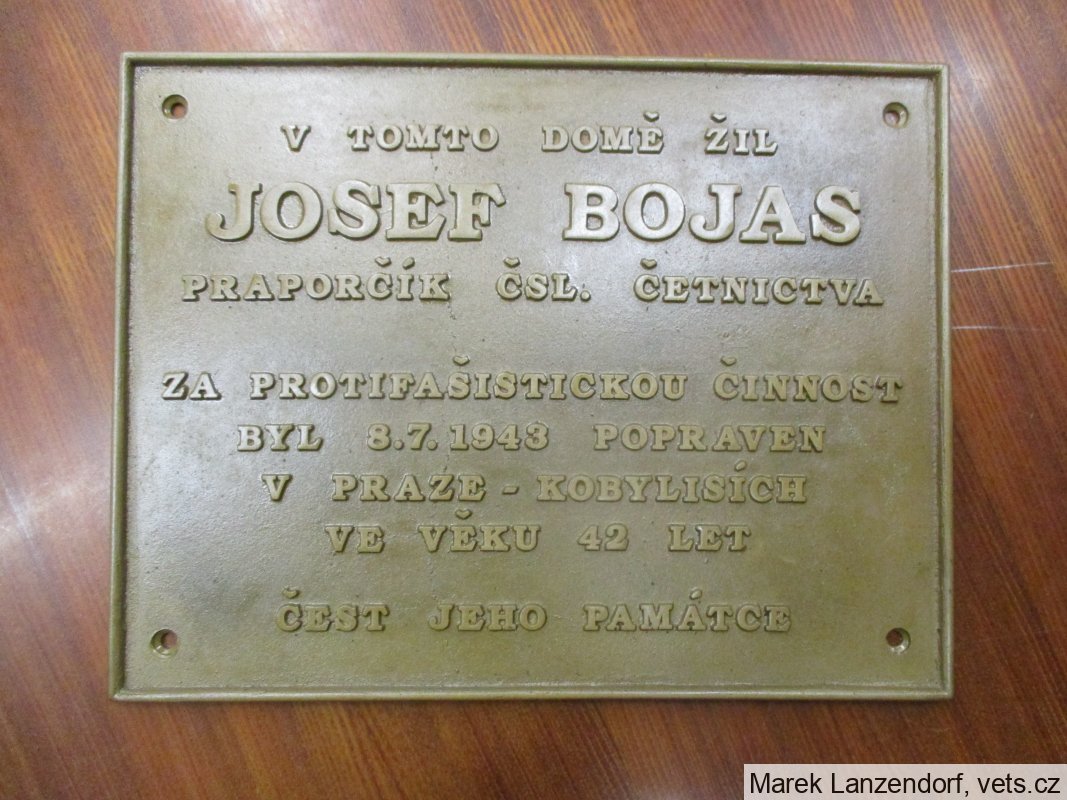 V TOMTO DOMĚ ŽIL
JOSEF BOJAS
PRAPORČÍK ČSL. ČETNICTVA
ZA PROTIFAŠISTICKOU ČINNOST
BYL 8.7.1943 POPRAVEN
V PRAZE - KOBYLISÍCH
VE VĚKU 42 LET
ČEST JEHO PAMÁTCE
Marek Lanzendorf, vets.cz